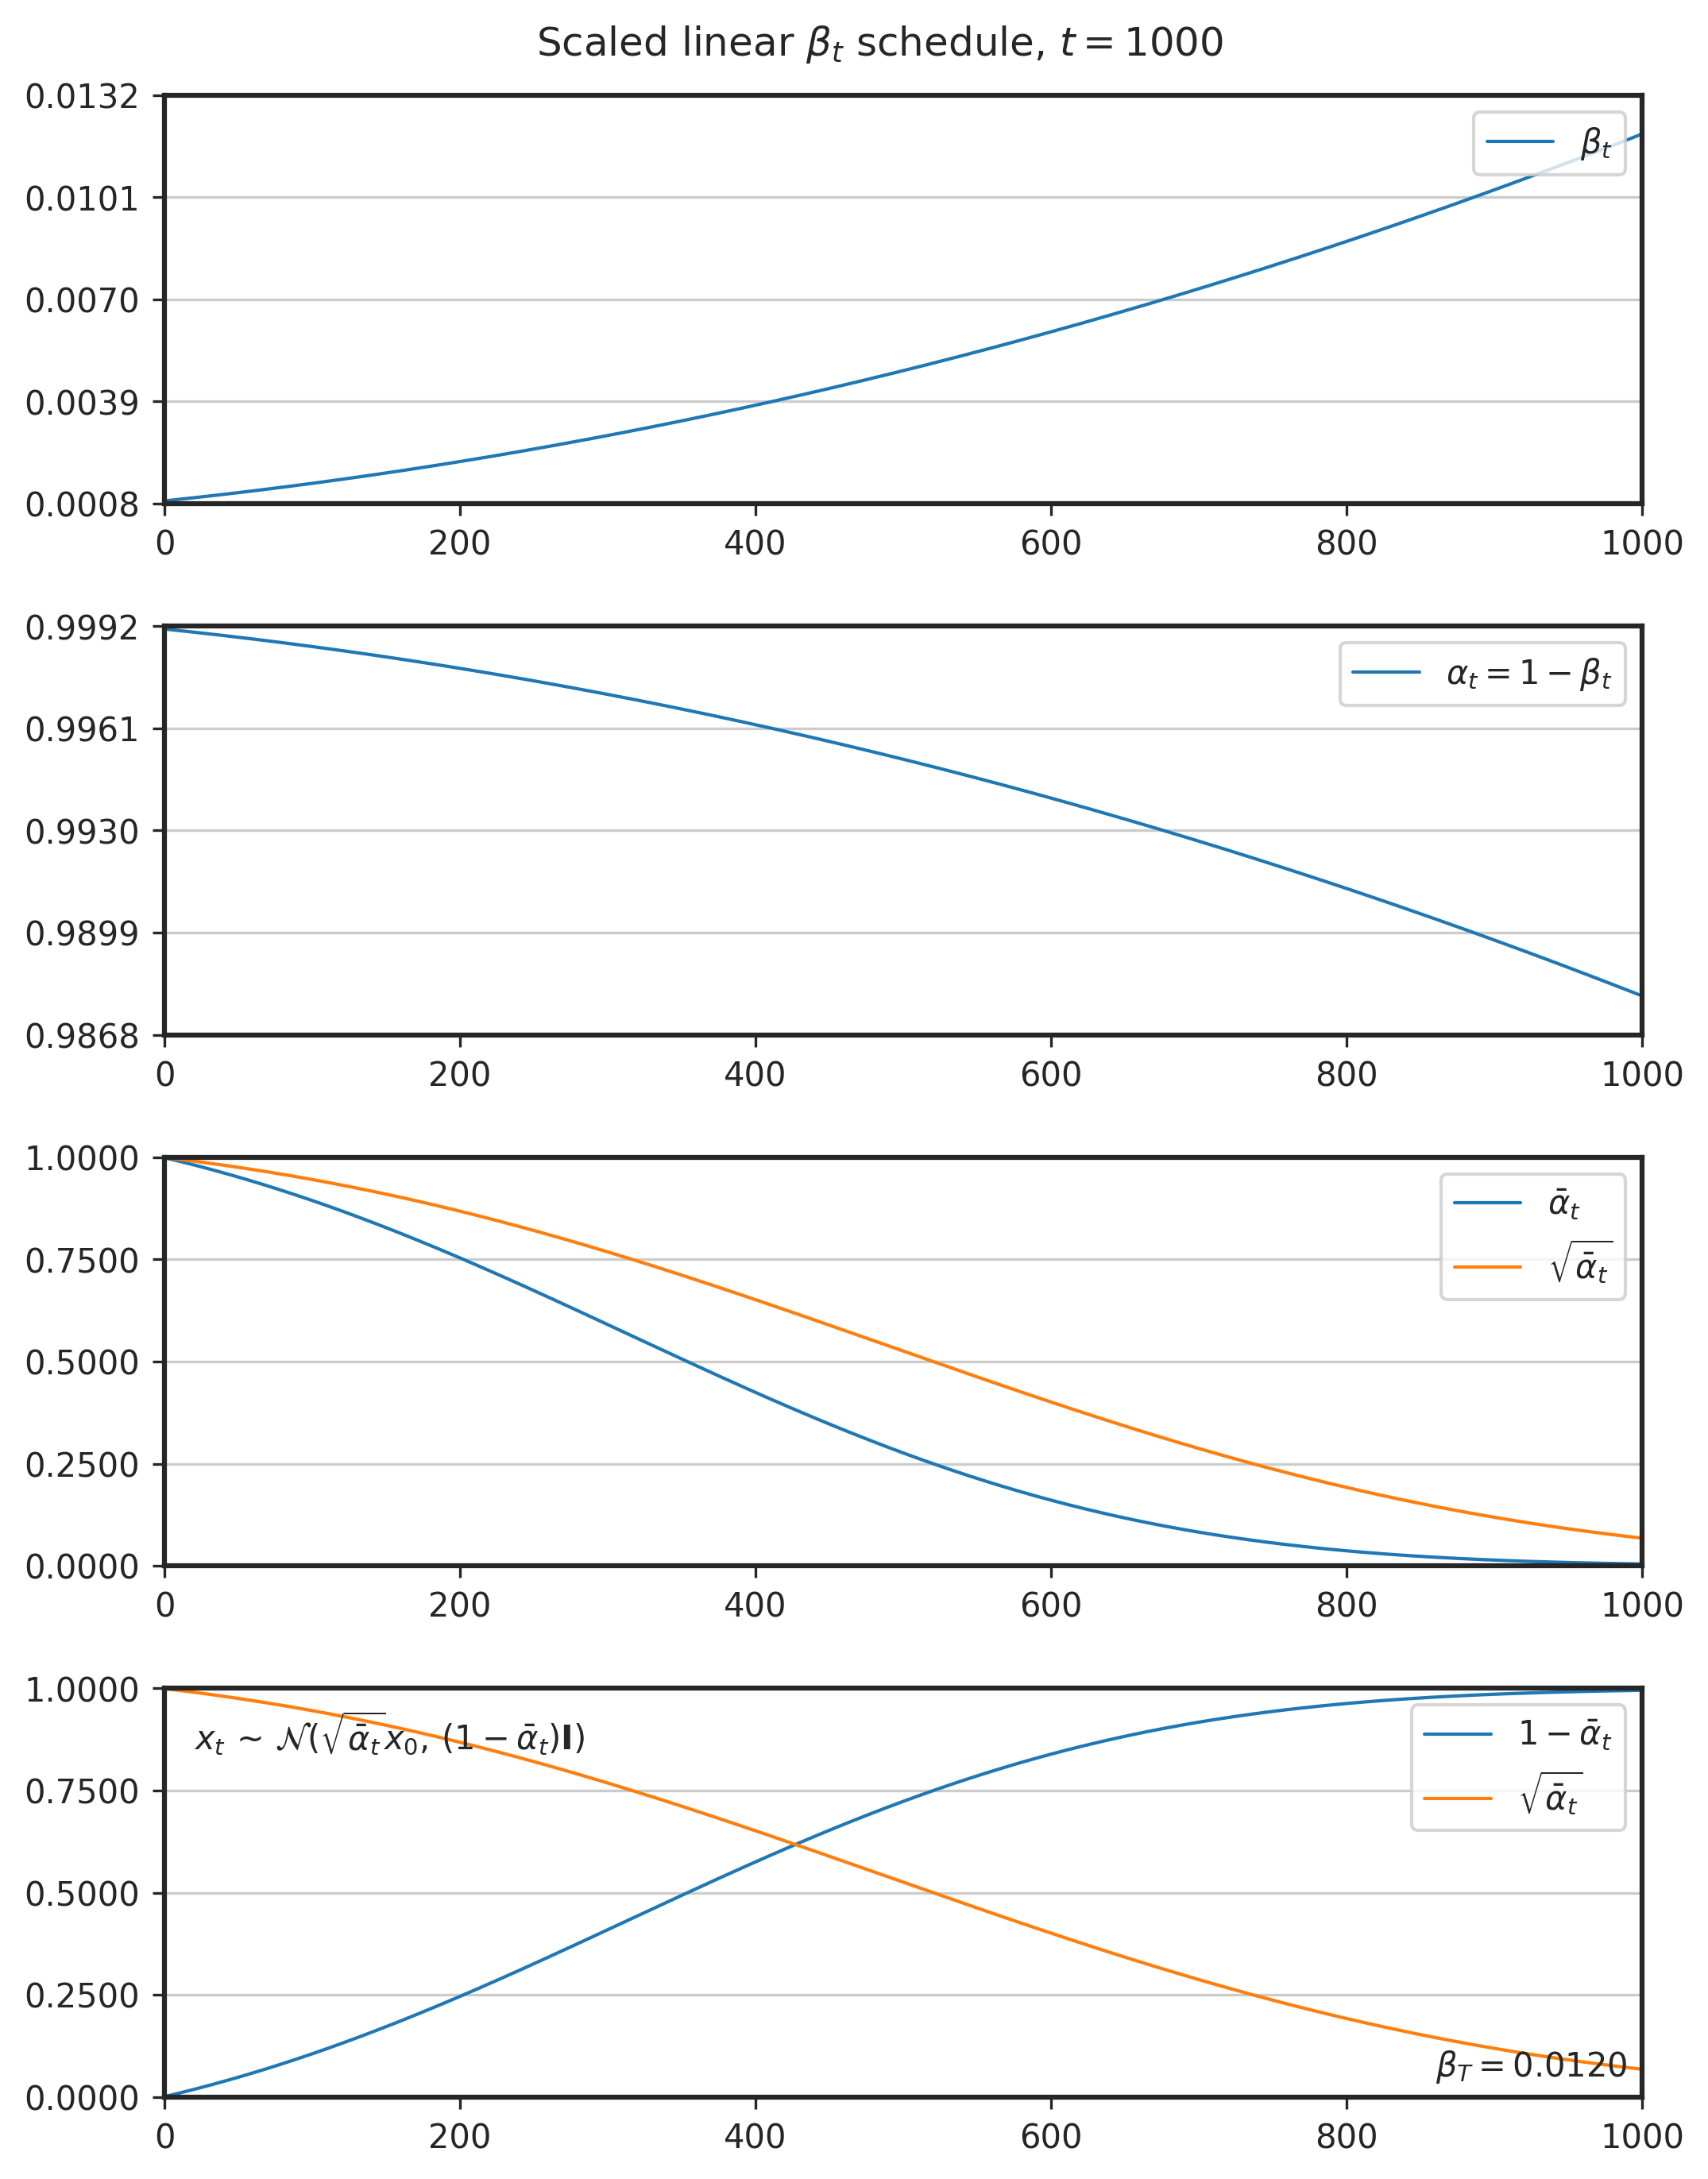 Scaled linear βₜ schedule, t = 1000
0.0132
0.0101
0.0070
0.0039
0.0008
βₜ
0 200 400 600 800 1000
0.9992
0.9961
0.9930
0.9899
0.9868
αₜ = 1 − βₜ
0 200 400 600 800 1000
1.0000
0.7500
0.5000
0.2500
0.0000
ᾱₜ
√ᾱₜ
0 200 400 600 800 1000
1.0000
0.7500
0.5000
0.2500
0.0000
xₜ ~ 𝒩(√ᾱₜx₀, (1 − ᾱₜ)𝐈)
1 − ᾱₜ
√ᾱₜ
β_T = 0.0120
0 200 400 600 800 1000